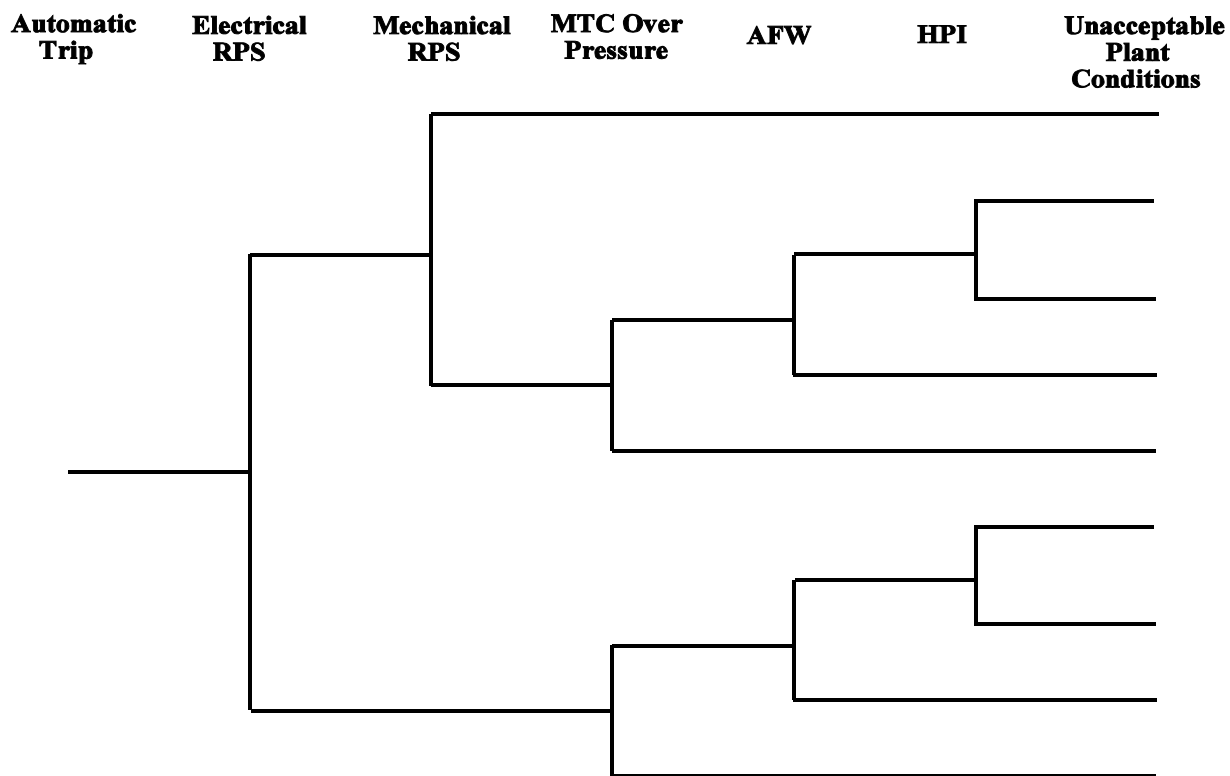 Automatic
Trip
Electrical
RPS
Mechanical
RPS
MTC Over
Pressure
AFW
HPI
Unacceptable
Plant
Conditions